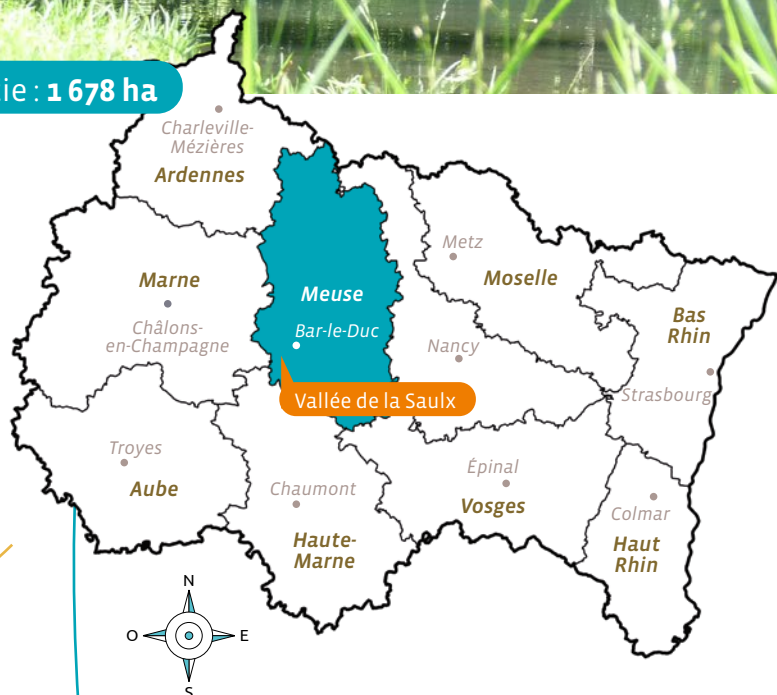 ie : 1 678 ha
Charleville-
Mézières
Ardennes
Metz
Moselle
Marne
Meuse
Châlons-
en-Champagne
Bar-le-Duc
Nancy
Bas
Rhin
Strasbourg
Vallée de la Saulx
Troyes
Aube
Chaumont
Épinal
Vosges
Colmar
Haute-
Marne
Haut
Rhin
N
O
E
S